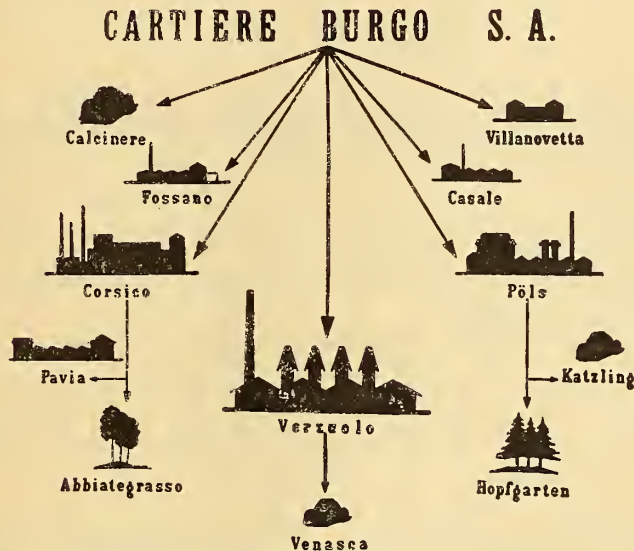 CARTIERE BURGO S. A.
Calcinere
Villanovetta
Fossano
Casale
Corsico
Pöls
Pavia
Katzling
Verzuolo
Abbiategrasso
Hopfgarten
Venasca